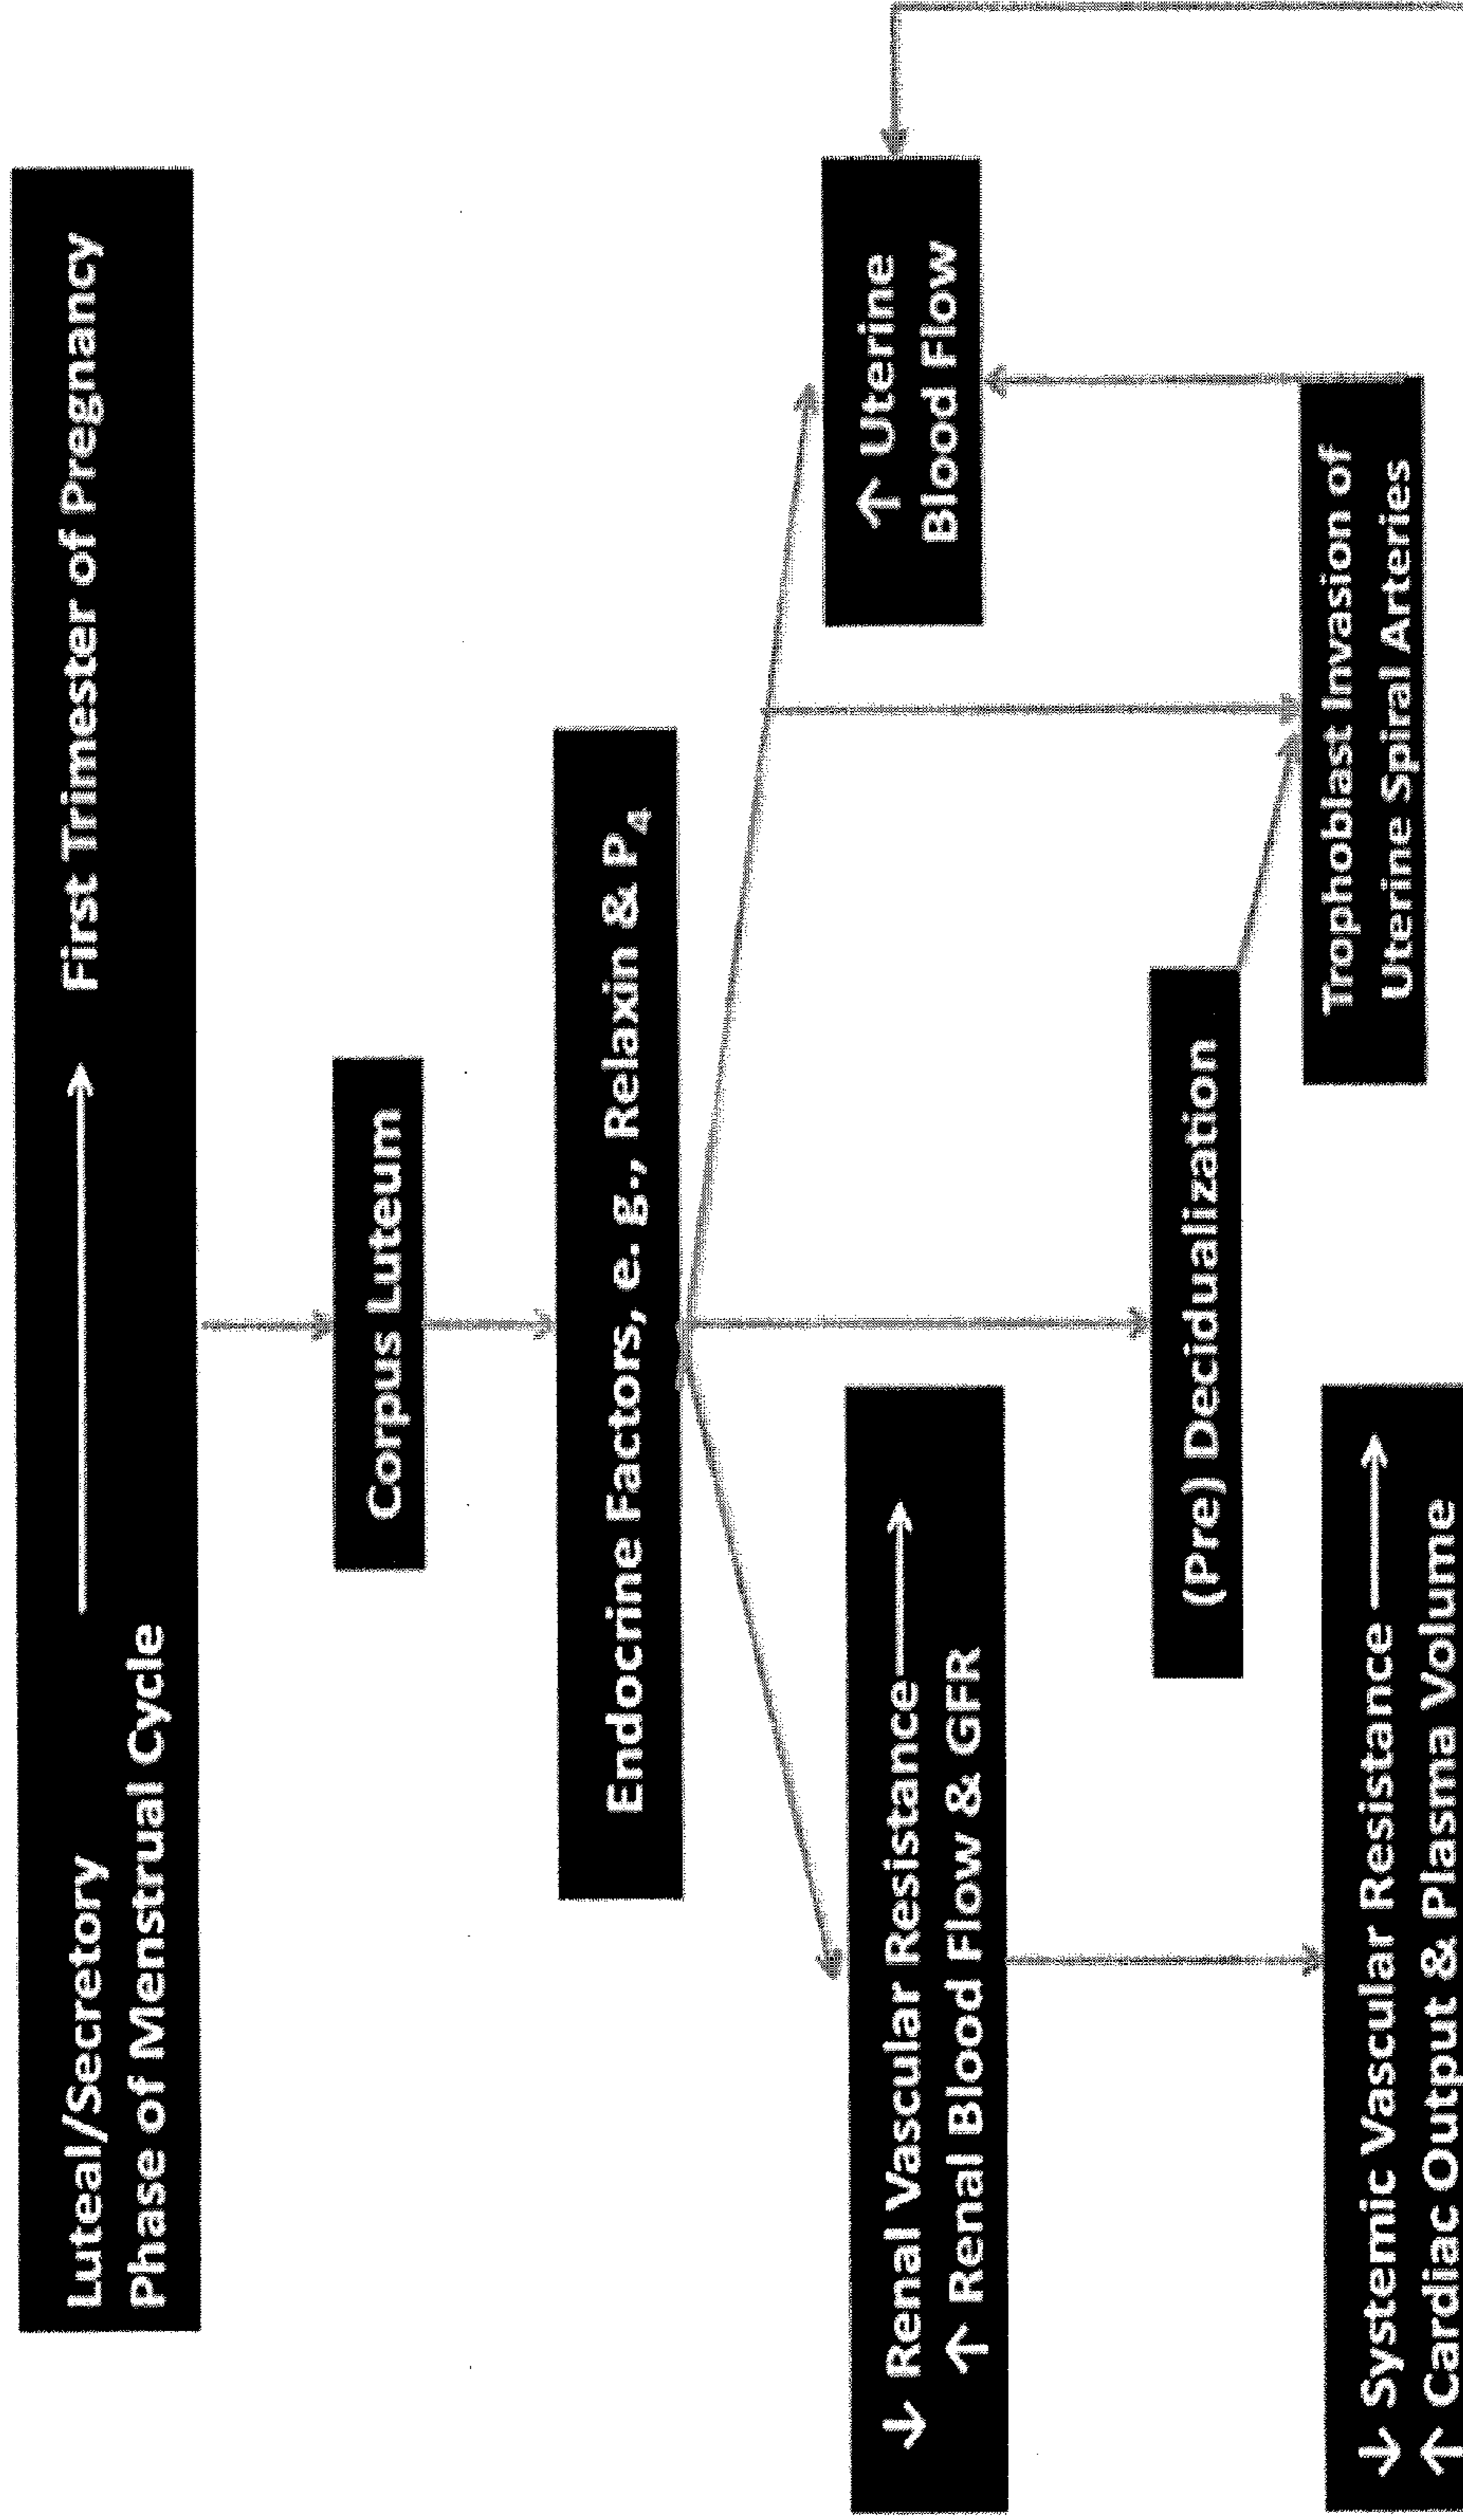 Luteal/Secretory ⟶ First Trimester of Pregnancy
Phase of Menstrual Cycle
Corpus Luteum
Endocrine Factors, e. g., Relaxin & P₄
↓ Renal Vascular Resistance ⟶
↑ Renal Blood Flow & GFR
↑ Uterine
Blood Flow
(Pre) Decidualization
Trophoblast Invasion of
Uterine Spiral Arteries
↓ Systemic Vascular Resistance ⟶
↑ Cardiac Output & Plasma Volume